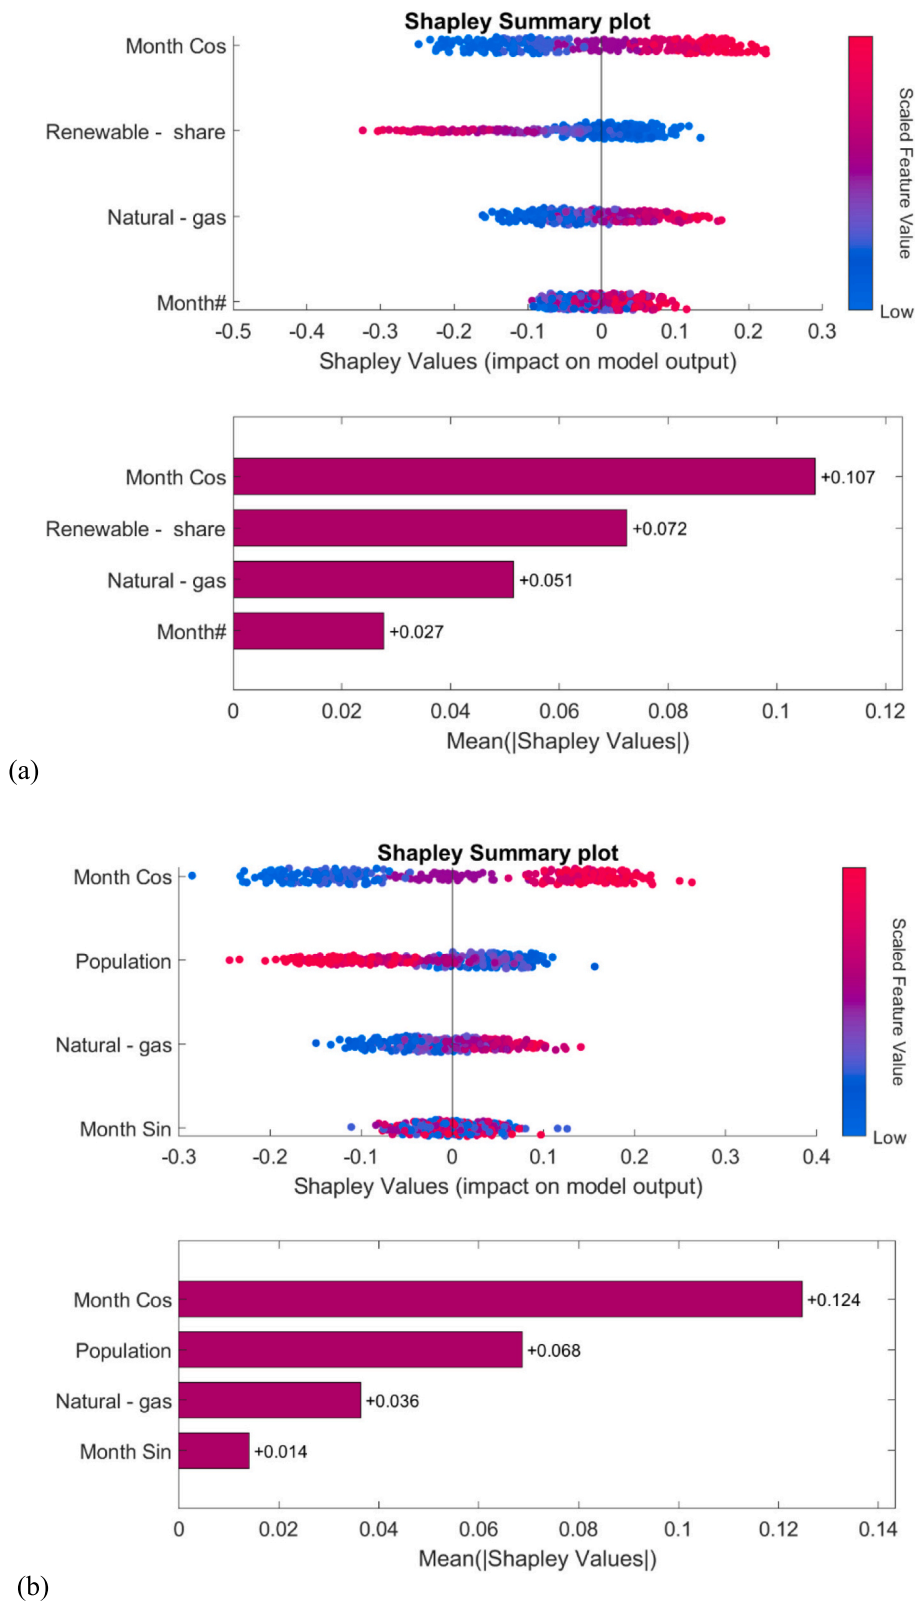 Shapley Summary plot
Month Cos
Renewable - share
Natural - gas
Month#
-0.5 -0.4 -0.3 -0.2 -0.1 0 0.1 0.2 0.3
Shapley Values (impact on model output)
Scaled Feature Value
Low
Month Cos +0.107
Renewable - share +0.072
Natural - gas +0.051
Month# +0.027
0 0.02 0.04 0.06 0.08 0.1 0.12
Mean(|Shapley Values|)
(a)
Shapley Summary plot
Month Cos
Population
Natural - gas
Month Sin
-0.3 -0.2 -0.1 0 0.1 0.2 0.3 0.4
Shapley Values (impact on model output)
Scaled Feature Value
Low
Month Cos +0.124
Population +0.068
Natural - gas +0.036
Month Sin +0.014
0 0.02 0.04 0.06 0.08 0.1 0.12 0.14
Mean(|Shapley Values|)
(b)